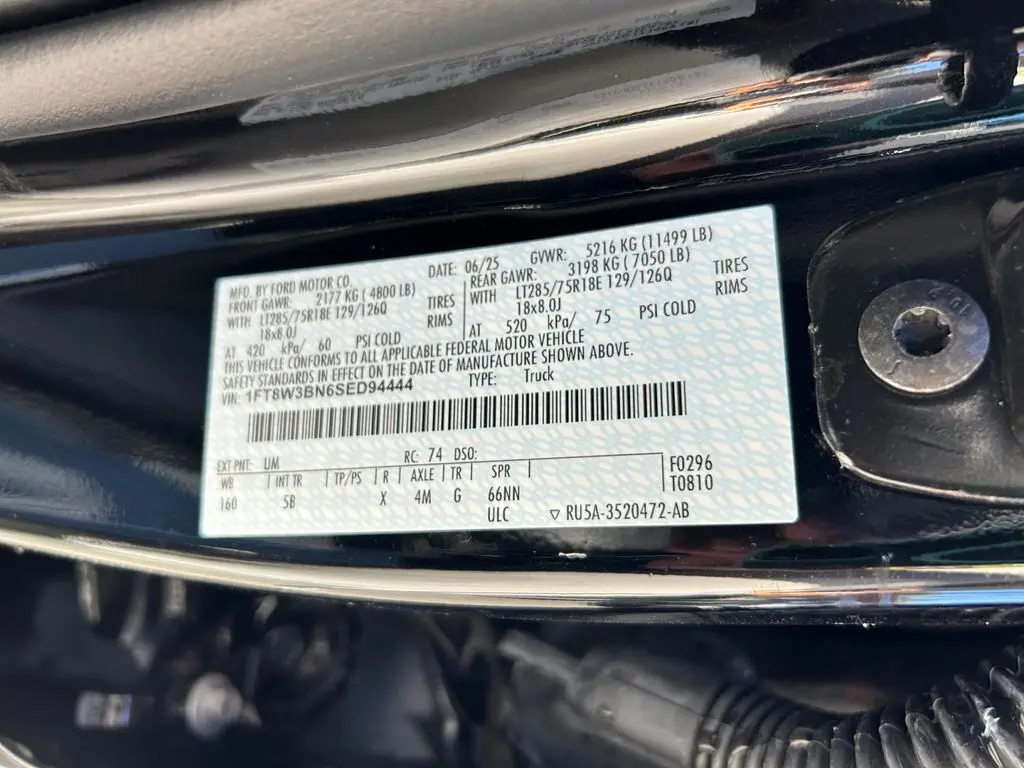 MFD. BY FORD MOTOR CO.
DATE: 06/25 GVWR: 5216 KG (11499 LB)
FRONT GAWR: 2177 KG ( 4800 LB)
REAR GAWR: 3198 KG ( 7050 LB)
WITH LT285/75R18E 129/126Q TIRES
WITH LT285/75R18E 129/126Q TIRES
18x8.0J RIMS
18x8.0J RIMS
AT 420 kPa/ 60 PSI COLD
AT 520 kPa/ 75 PSI COLD
THIS VEHICLE CONFORMS TO ALL APPLICABLE FEDERAL MOTOR VEHICLE
SAFETY STANDARDS IN EFFECT ON THE DATE OF MANUFACTURE SHOWN ABOVE.
VIN: 1FT8W3BN6SED94444 TYPE: Truck
EXT PNT: UM RC: 74 DSO:
WB INT TR TP/PS R AXLE TR SPR
160 5B X 4M G 66NN
ULC
F0296
T0810
▽ RU5A-3520472-AB